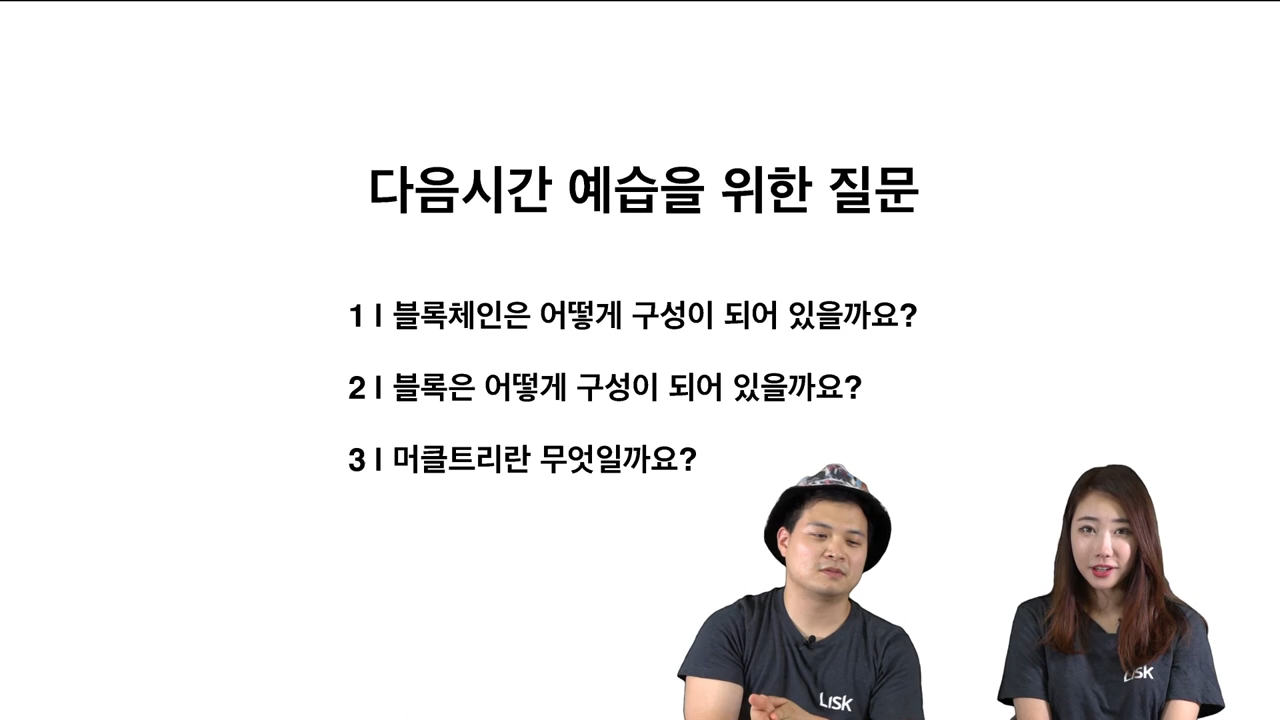 다음시간 예습을 위한 질문
1 | 블록체인은 어떻게 구성이 되어 있을까요?
2 | 블록은 어떻게 구성이 되어 있을까요?
3 | 머클트리란 무엇일까요?
Lisk
Lisk